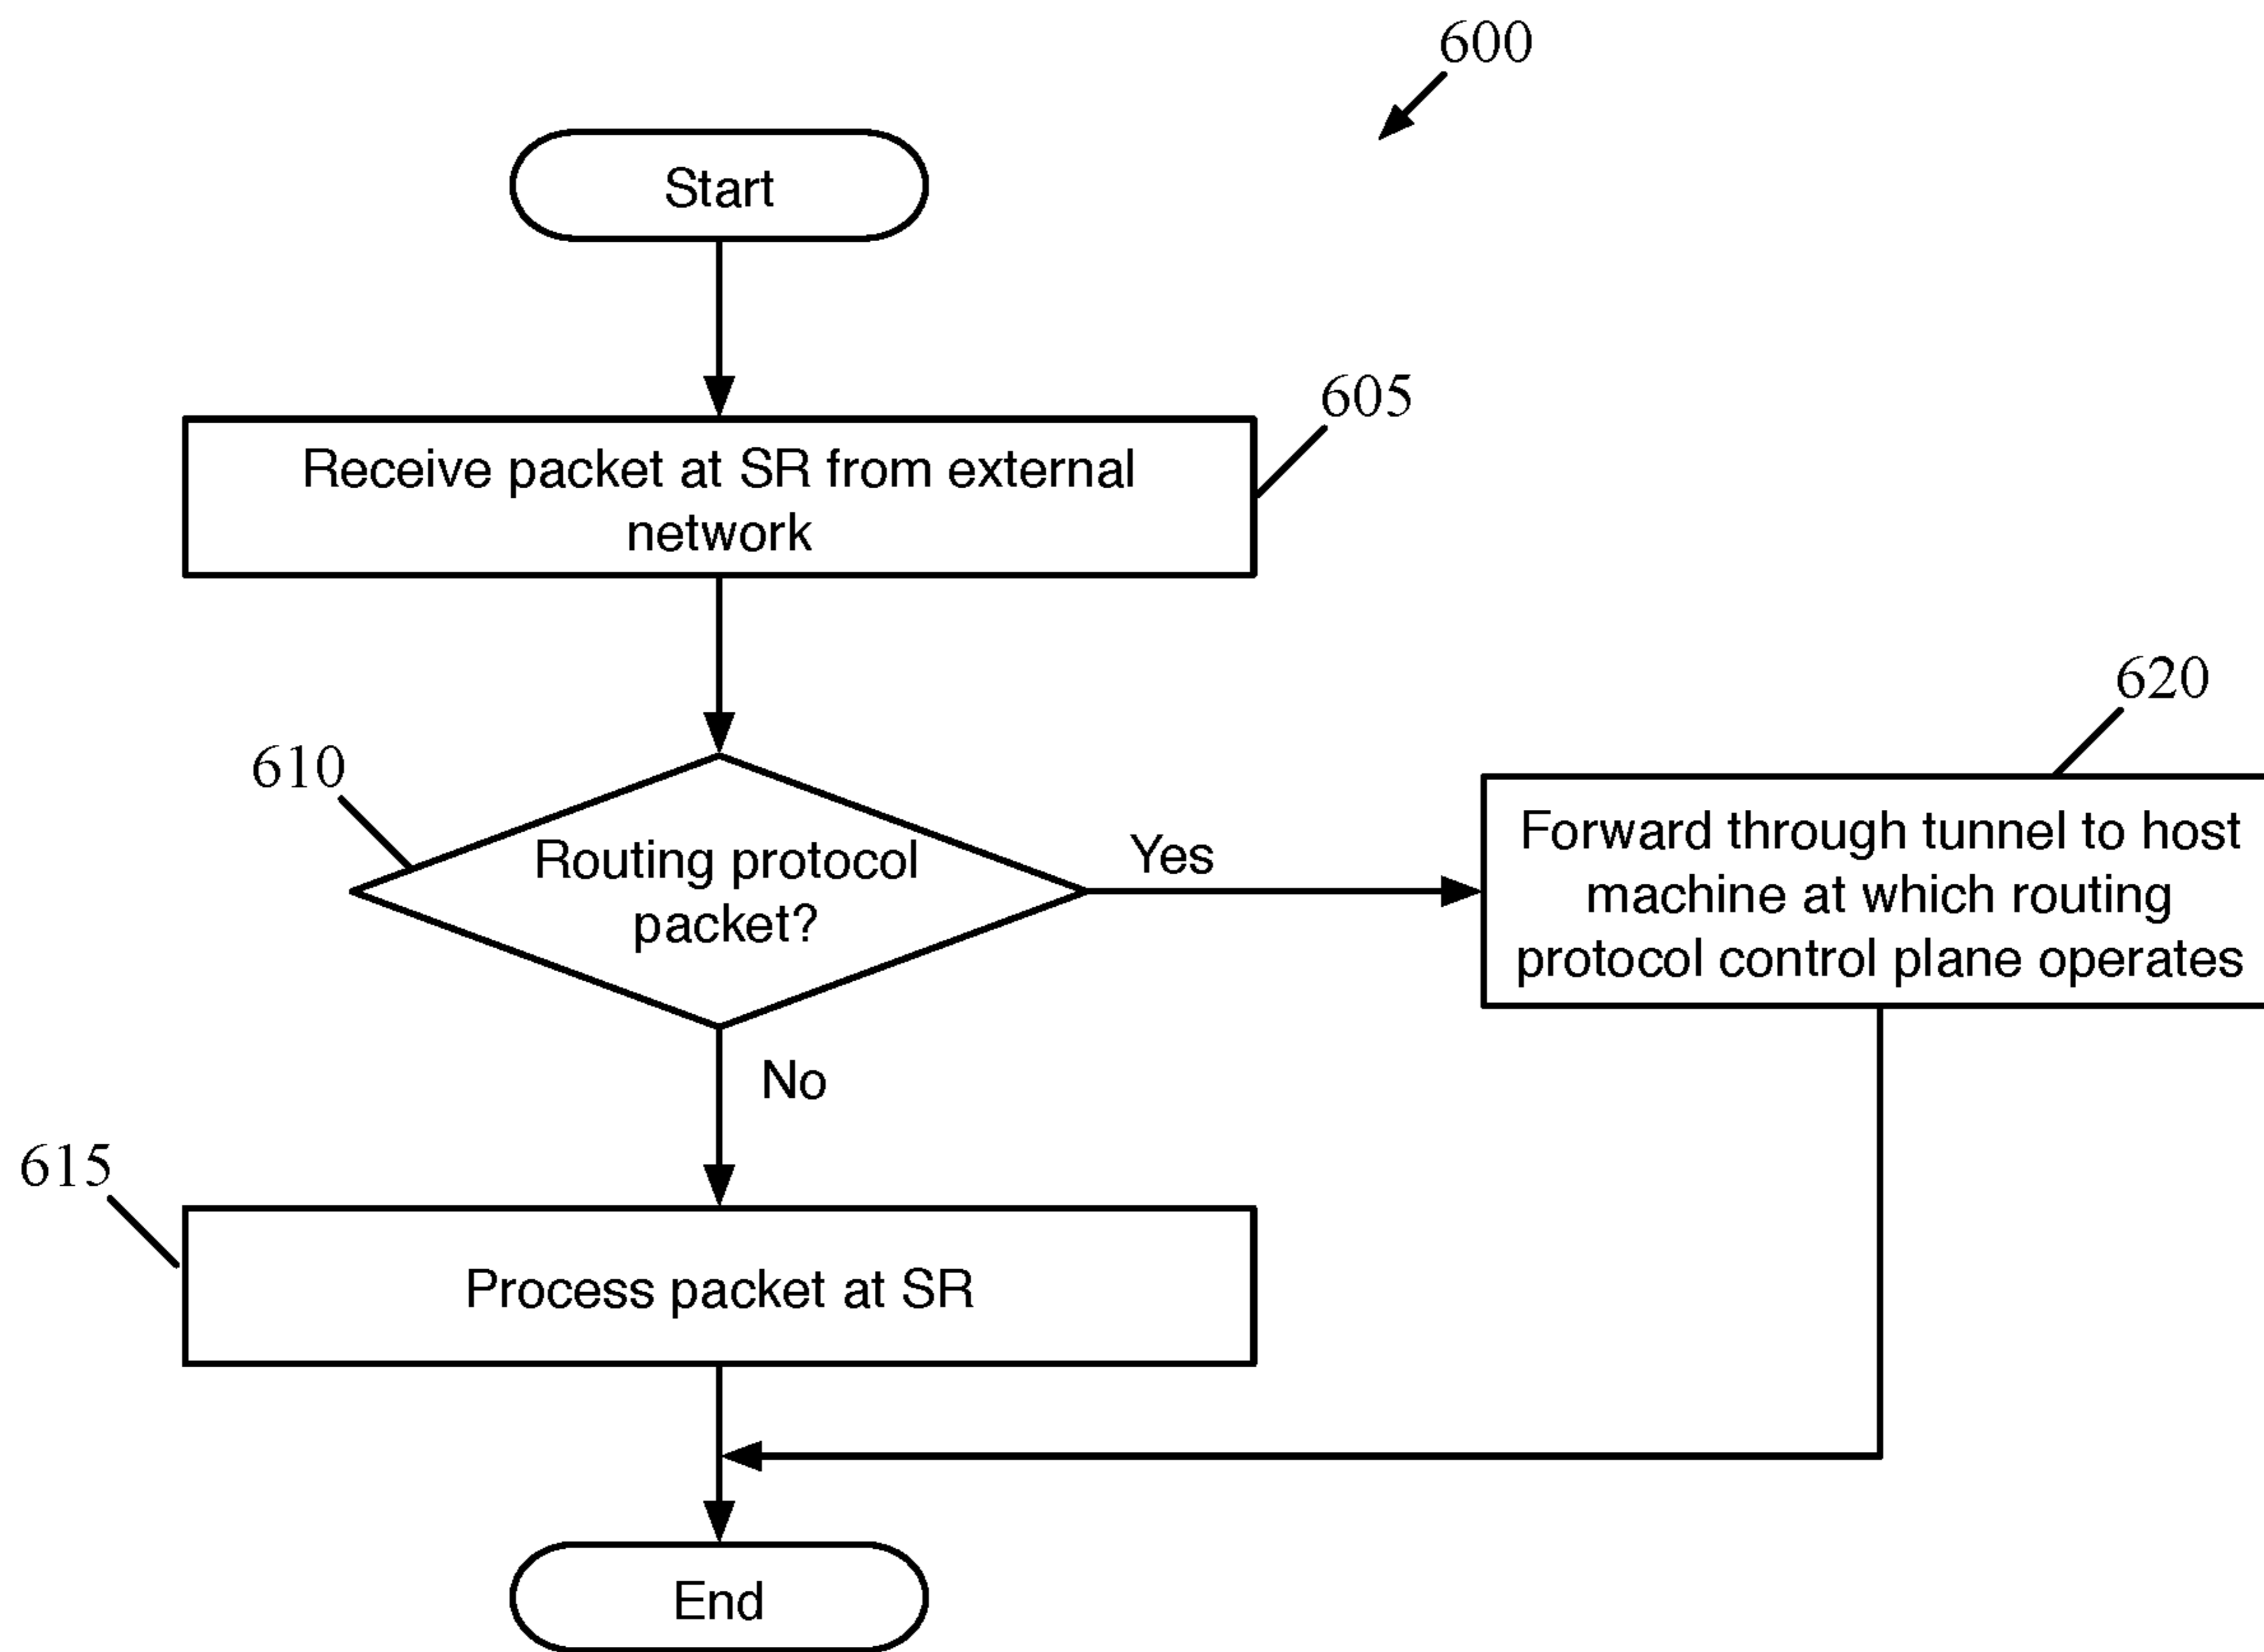 600
Start
605
Receive packet at SR from external
network
620
610
Routing protocol
packet?
Yes
Forward through tunnel to host
machine at which routing
protocol control plane operates
No
615
Process packet at SR
End